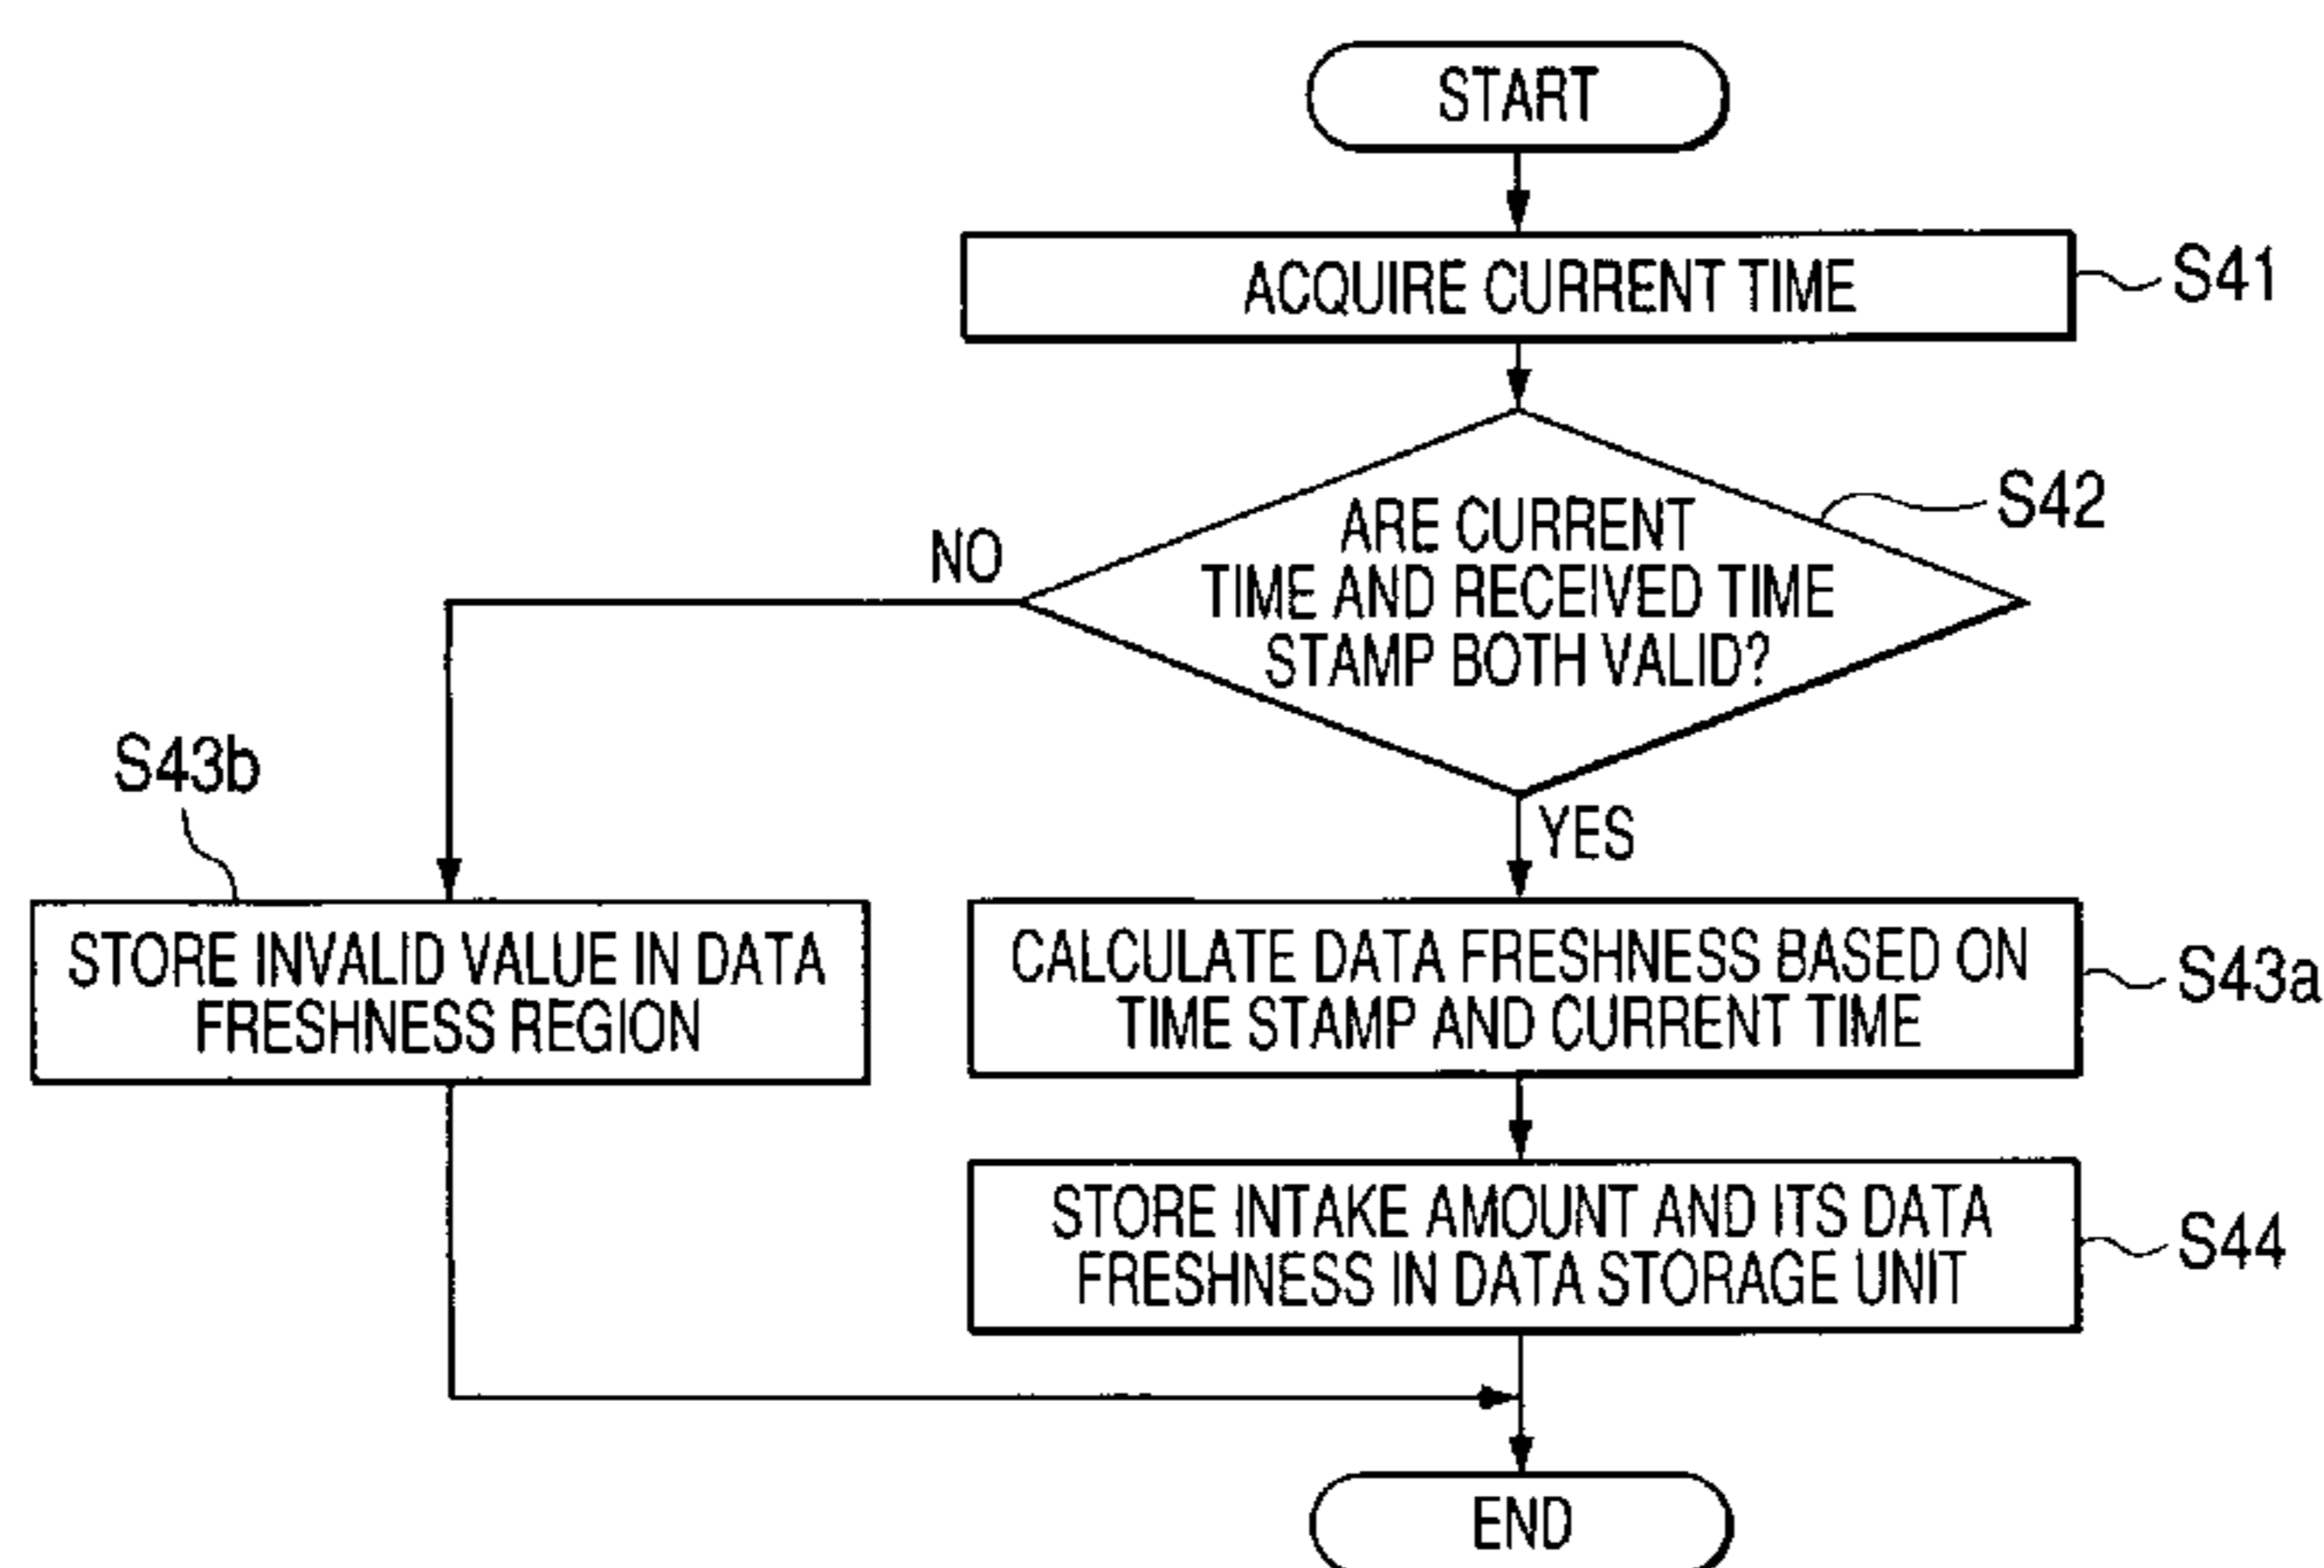 START
ACQUIRE CURRENT TIME
S41
ARE CURRENT
TIME AND RECEIVED TIME
STAMP BOTH VALID?
S42
NO
YES
S43b
STORE INVALID VALUE IN DATA
FRESHNESS REGION
CALCULATE DATA FRESHNESS BASED ON
TIME STAMP AND CURRENT TIME
S43a
STORE INTAKE AMOUNT AND ITS DATA
FRESHNESS IN DATA STORAGE UNIT
S44
END